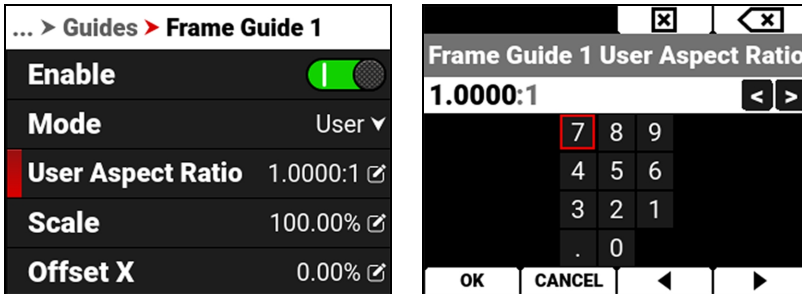 ... > Guides > Frame Guide 1
Enable
Mode User
User Aspect Ratio 1.0000:1
Scale 100.00%
Offset X 0.00%
Frame Guide 1 User Aspect Ratio
1.0000:1 < >
7 8 9
4 5 6
3 2 1
. 0
OK CANCEL ◀ ▶